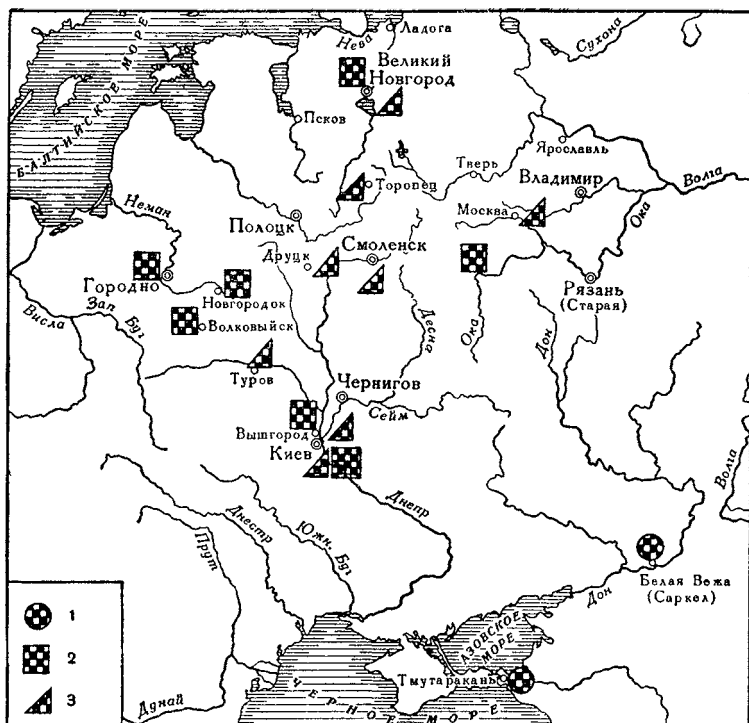 Ладога
Нева
Сухона
Великий
Новгород
БАЛТИЙСКОЕ МОРЕ
Псков
Ярославль
Тверь
Торопец
Владимир
Волга
Неман
Москва
Ока
Полоцк
Смоленск
Друцк
Городно
Новгородок
Рязань
(Старая)
Зап. Буг
Волковыйск
Висла
Десна
Ока
Дон
Туров
Чернигов
Сейм
Вышгород
Киев
Волга
Днепр
Днестр
Южн. Буг
Прут
Белая Вежа
(Саркел)
Дон
АЗОВСКОЕ
МОРЕ
1
2
3
Тмутаракань
Дунай
ЧЕРНОЕ МОРЕ